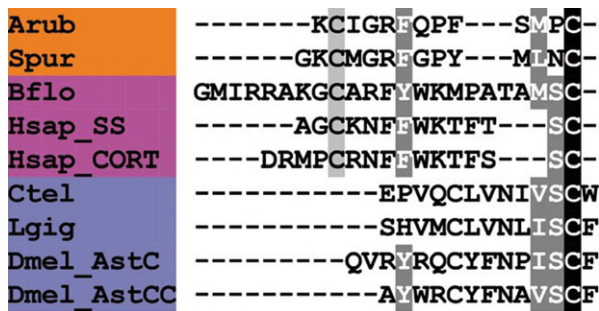 Arub -------KCIGRFQPF---SMPC-
Spur ------GKCMGRFGPY---MLNC-
Bflo GMIRRAKGCARFYWKMPATAMSC-
Hsap_SS ------AGCKNFFWKTFT---SC-
Hsap_CORT ----DRMPCRNFFWKTFS---SC-
Ctel -----------EPVQCLVNIVSCW
Lgig -----------SHVMCLVNLISCF
Dmel_AstC ---------QVRYRQCYFNPISCF
Dmel_AstCC -----------AYWRCYFNAVSCF